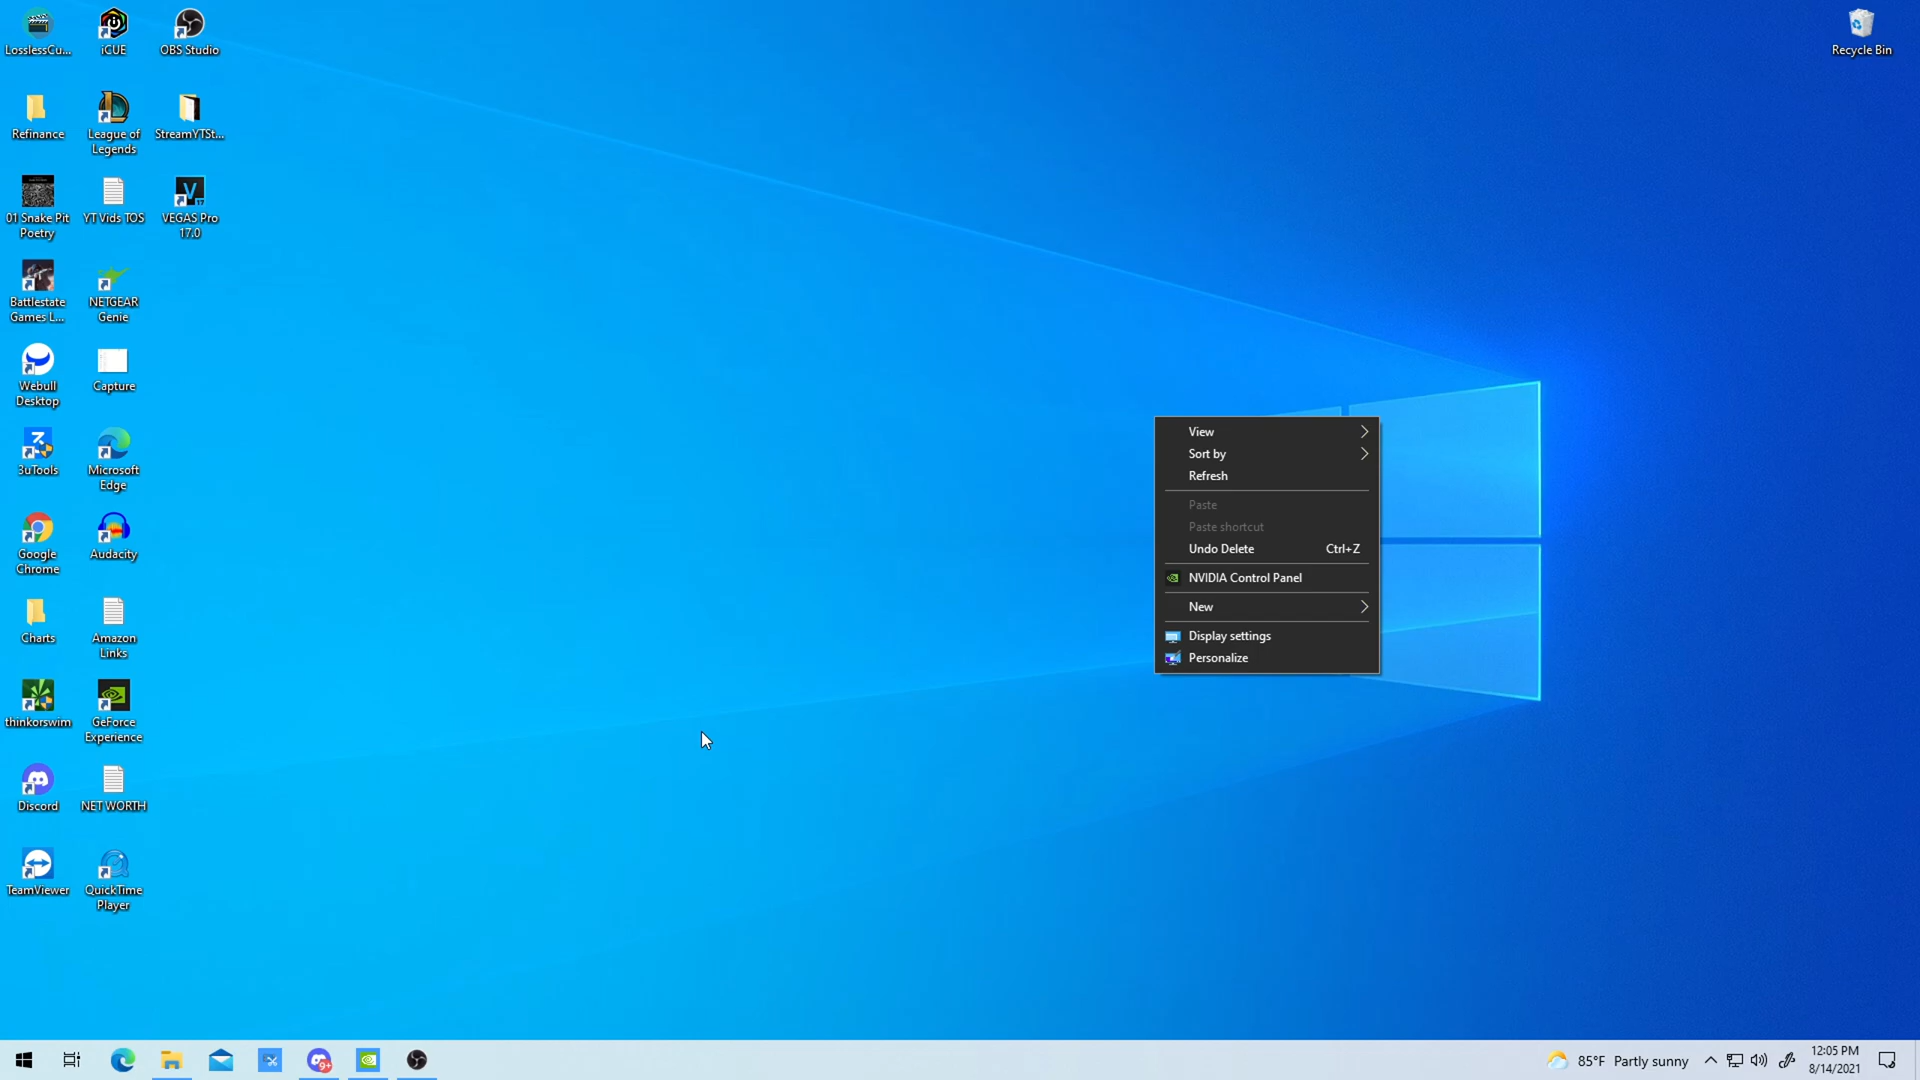 LosslessCu...
iCUE
OBS Studio
Recycle Bin
Refinance
League of
Legends
StreamYTSt...
01 Snake Pit
Poetry
YT Vids TOS
VEGAS Pro
17.0
Battlestate
Games L...
NETGEAR
Genie
Webull
Desktop
Capture
3uTools
Microsoft
Edge
Google
Chrome
Audacity
Charts
Amazon
Links
thinkorswim
GeForce
Experience
Discord
NET WORTH
TeamViewer
QuickTime
Player
View
Sort by
Refresh
Paste
Paste shortcut
Undo Delete Ctrl+Z
NVIDIA Control Panel
New
Display settings
Personalize
9+
85°F Partly sunny
12:05 PM
8/14/2021